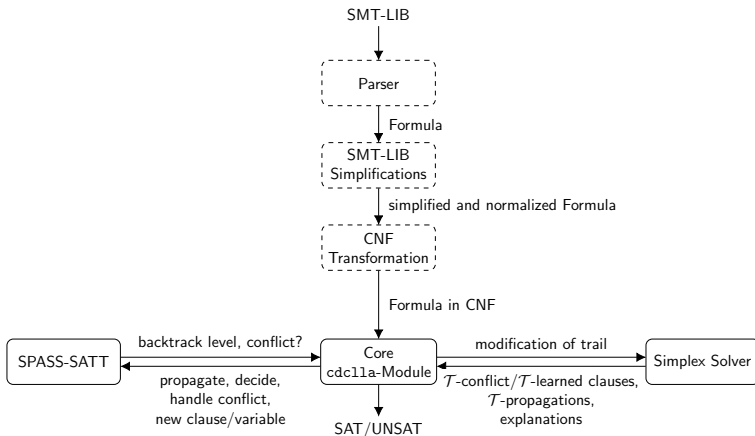 SMT-LIB
Parser
Formula
SMT-LIB
Simplifications
simplified and normalized Formula
CNF
Transformation
Formula in CNF
SPASS-SATT
backtrack level, conflict?
propagate, decide,
handle conflict,
new clause/variable
Core
cdclla-Module
modification of trail
𝒯-conflict/𝒯-learned clauses,
𝒯-propagations,
explanations
Simplex Solver
SAT/UNSAT